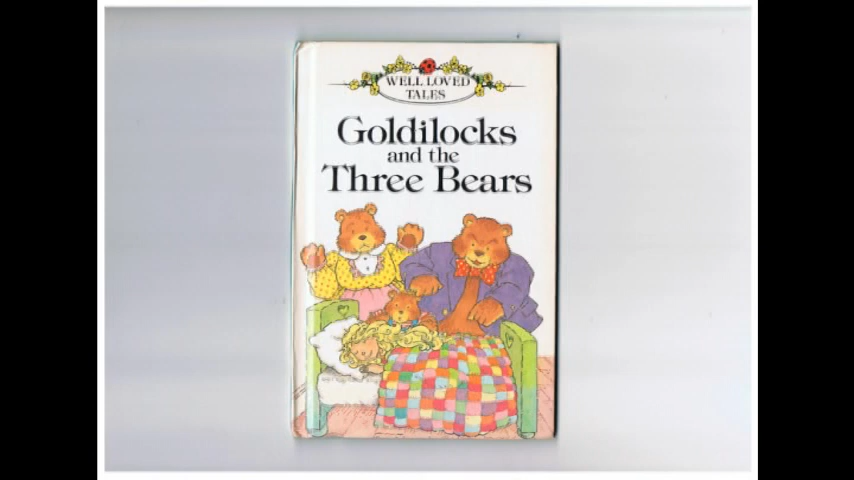 WELL LOVED
TALES
Goldilocks
and the
Three Bears